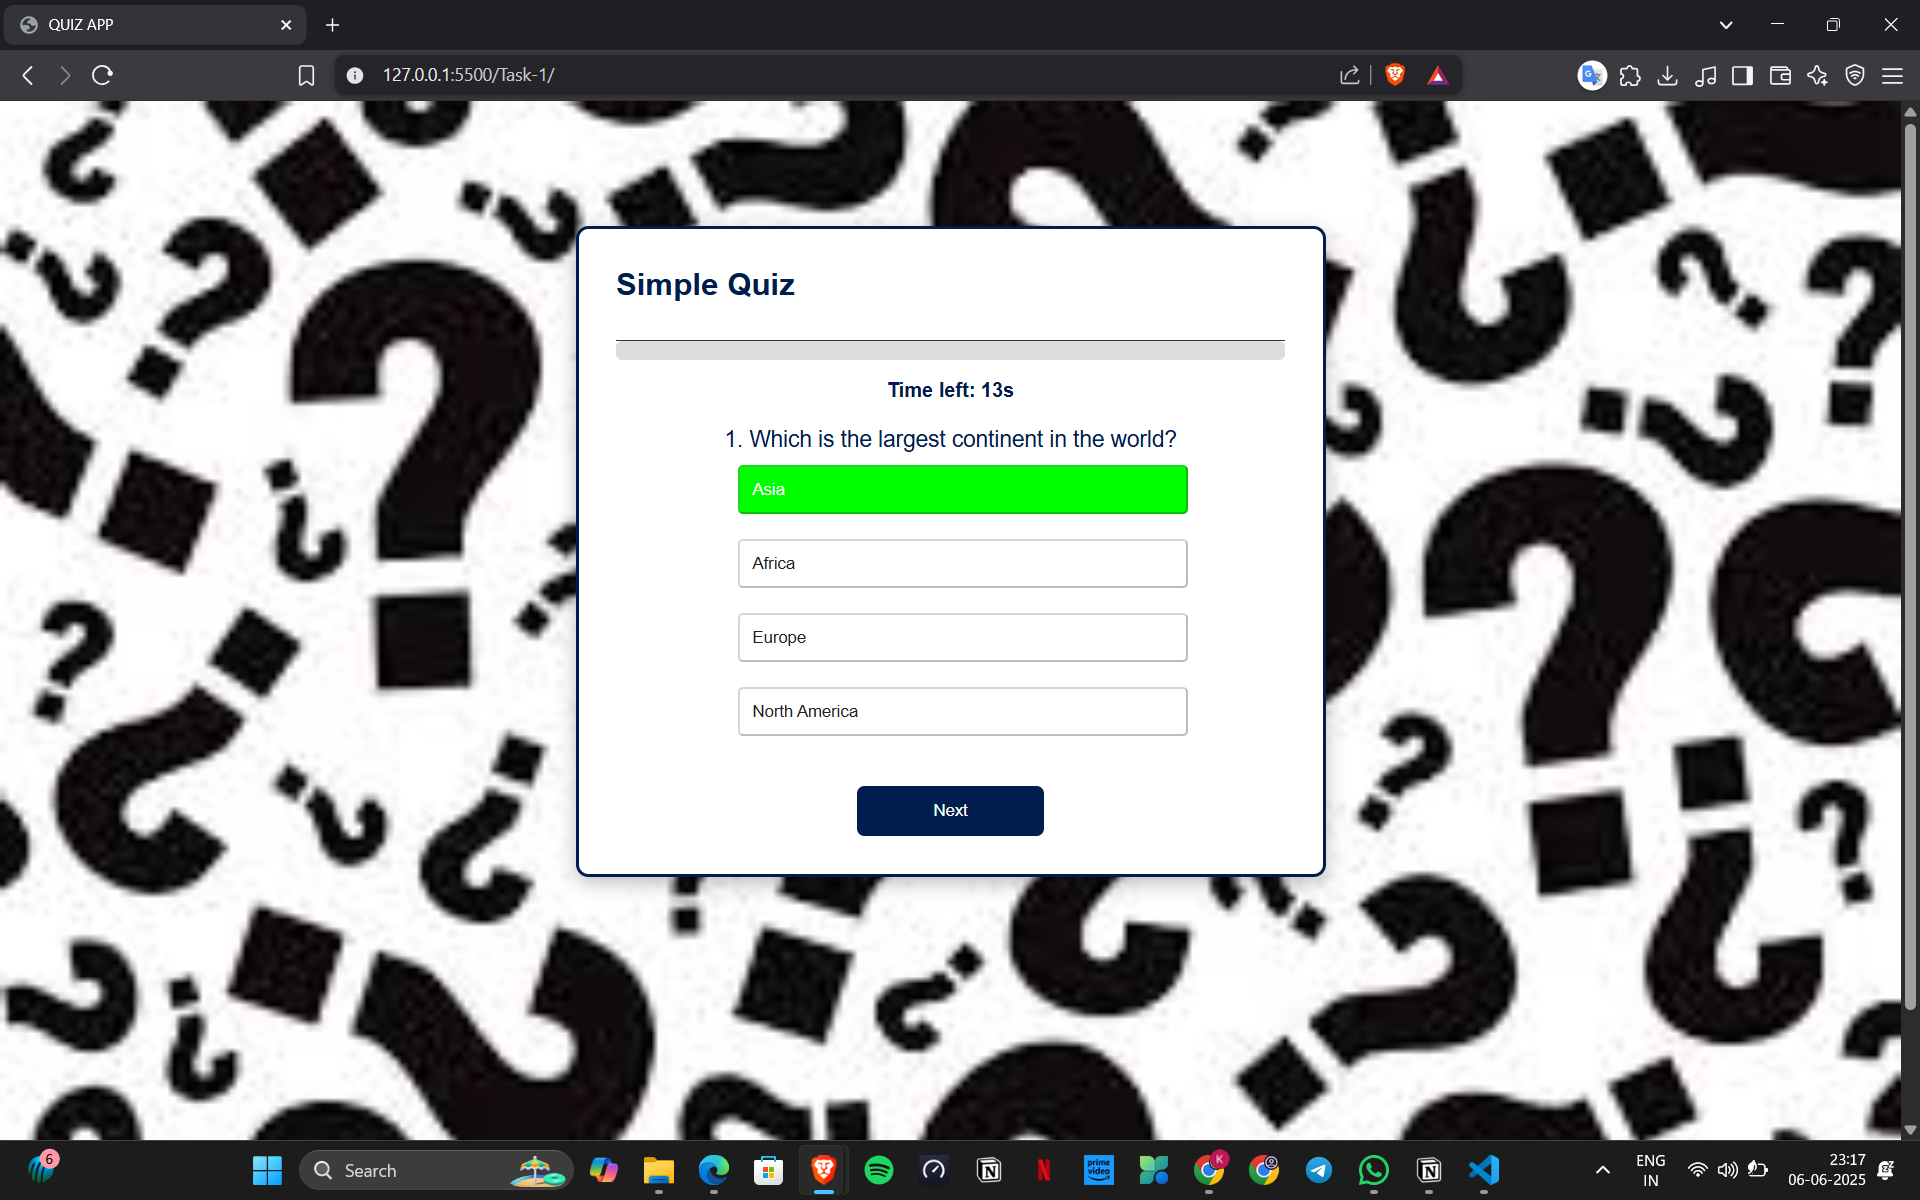 QUIZ APP
127.0.0.1:5500/Task-1/
Simple Quiz
Time left: 13s
1. Which is the largest continent in the world?
Asia
Africa
Europe
North America
Next
6
Search
prime
video
K
ENG
IN
23:17
06-06-2025